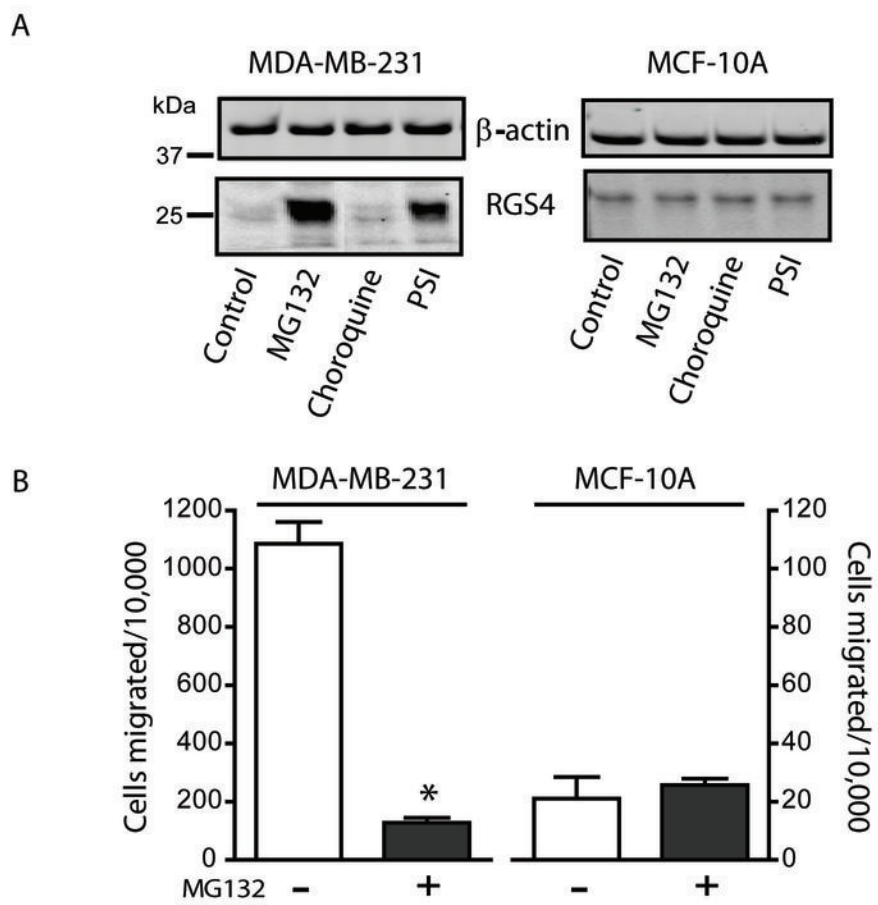 A
MDA-MB-231 MCF-10A
kDa
β-actin
37
25
RGS4
Control MG132 Choroquine PSI Control MG132 Choroquine PSI
B
MDA-MB-231 MCF-10A
Cells migrated/10,000
1200
1000
800
600
400
200
0
*
120
100
80
60
40
20
0
Cells migrated/10,000
MG132 – + – +